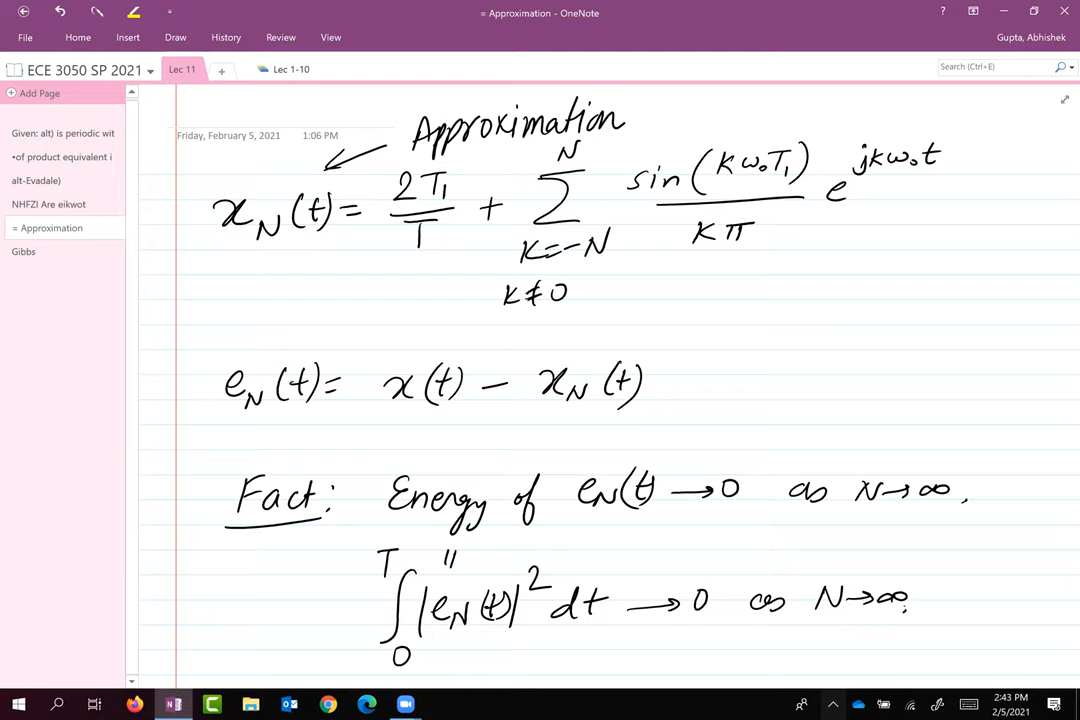 = Approximation - OneNote
File Home Insert Draw History Review View
Gupta, Abhishek
ECE 3050 SP 2021
Lec 11
Lec 1-10
Search (Ctrl+E)
Add Page
Given: alt) is periodic wit
•of product equivalent i
alt-Evadale)
NHFZI Are eikwot
= Approximation
Gibbs
Friday, February 5, 2021 1:06 PM
Approximation
x_N(t) = 2T₁/T + Σ_{k=-N, k≠0}^{N} sin(kω₀T₁)/(kπ) e^{jkω₀t}
e_N(t) = x(t) - x_N(t)
Fact: Energy of e_N(t) → 0 as N→∞.
||
∫₀^T |e_N(t)|² dt → 0 as N→∞.
2:43 PM
2/5/2021